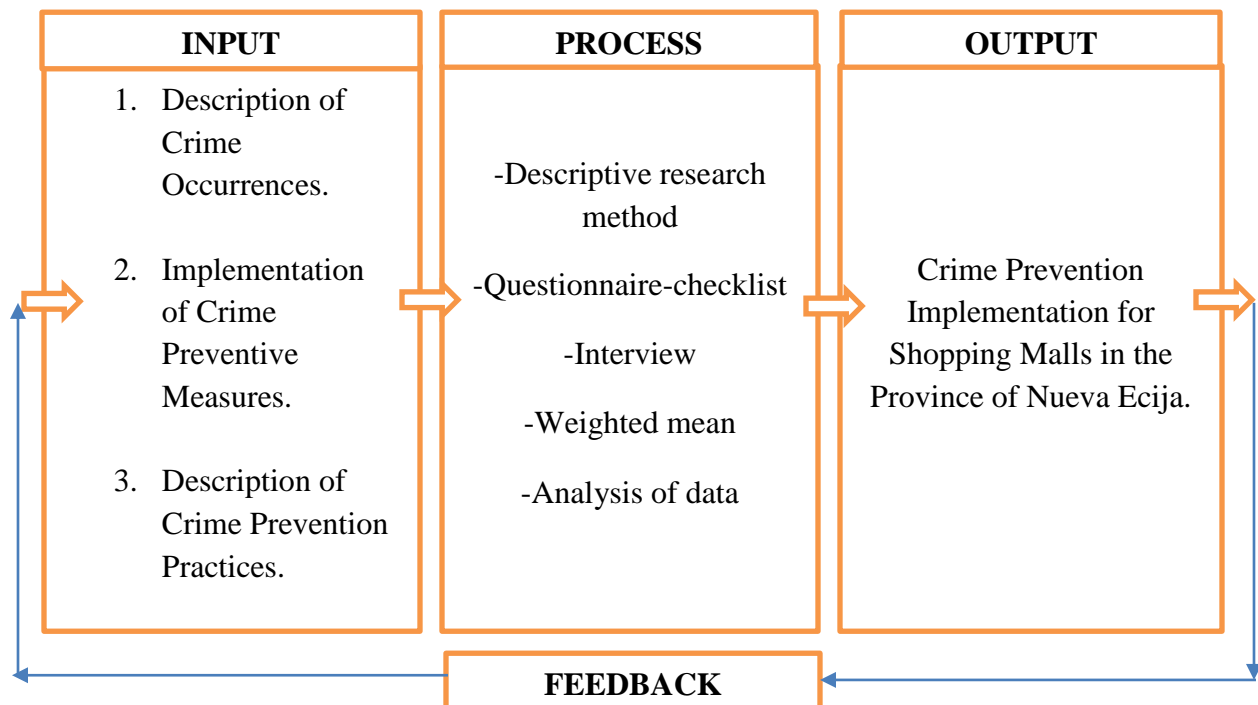 INPUT
1. Description of
Crime
Occurrences.
2. Implementation
of Crime
Preventive
Measures.
3. Description of
Crime Prevention
Practices.
PROCESS
-Descriptive research
method
-Questionnaire-checklist
-Interview
-Weighted mean
-Analysis of data
OUTPUT
Crime Prevention
Implementation for
Shopping Malls in the
Province of Nueva Ecija.
FEEDBACK